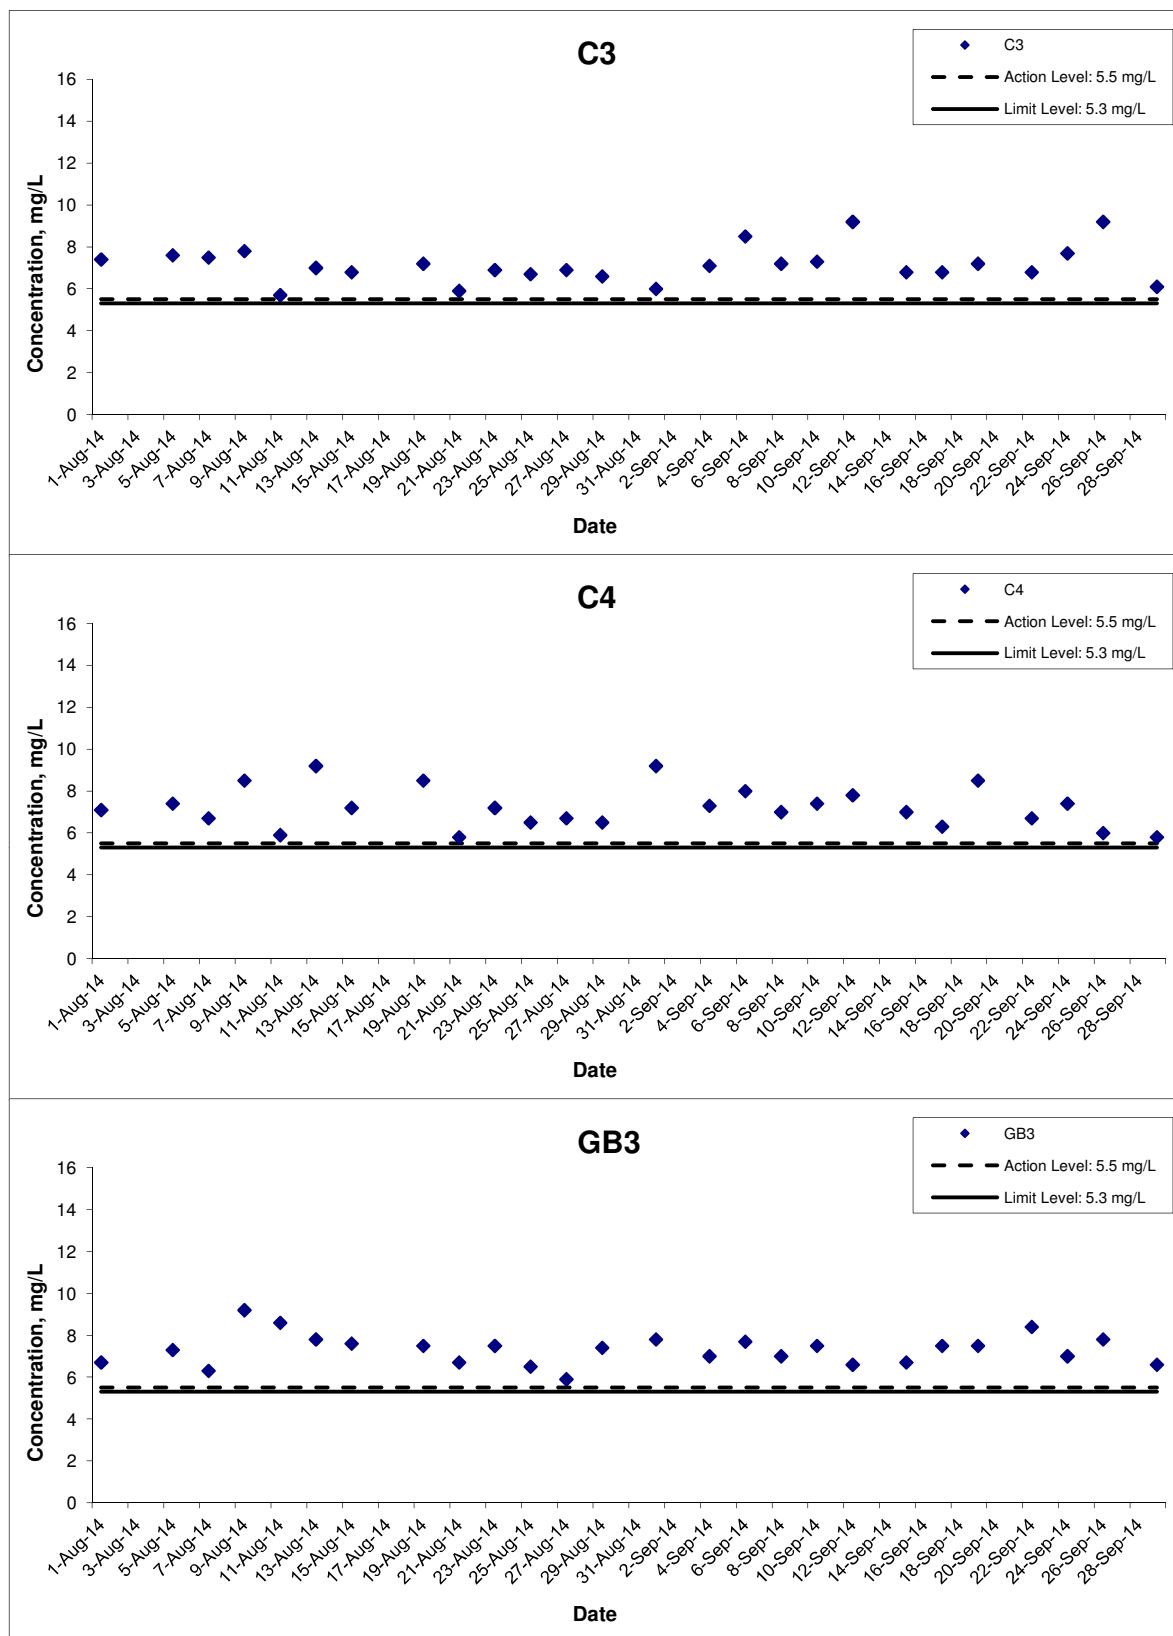 C3
C3
Action Level: 5.5 mg/L
Limit Level: 5.3 mg/L
Concentration, mg/L
16
14
12
10
8
6
4
2
0
1-Aug-14
3-Aug-14
5-Aug-14
7-Aug-14
9-Aug-14
11-Aug-14
13-Aug-14
15-Aug-14
17-Aug-14
19-Aug-14
21-Aug-14
23-Aug-14
25-Aug-14
27-Aug-14
29-Aug-14
31-Aug-14
2-Sep-14
4-Sep-14
6-Sep-14
8-Sep-14
10-Sep-14
12-Sep-14
14-Sep-14
16-Sep-14
18-Sep-14
20-Sep-14
22-Sep-14
24-Sep-14
26-Sep-14
28-Sep-14
Date
C4
C4
Action Level: 5.5 mg/L
Limit Level: 5.3 mg/L
Concentration, mg/L
16
14
12
10
8
6
4
2
0
1-Aug-14
3-Aug-14
5-Aug-14
7-Aug-14
9-Aug-14
11-Aug-14
13-Aug-14
15-Aug-14
17-Aug-14
19-Aug-14
21-Aug-14
23-Aug-14
25-Aug-14
27-Aug-14
29-Aug-14
31-Aug-14
2-Sep-14
4-Sep-14
6-Sep-14
8-Sep-14
10-Sep-14
12-Sep-14
14-Sep-14
16-Sep-14
18-Sep-14
20-Sep-14
22-Sep-14
24-Sep-14
26-Sep-14
28-Sep-14
Date
GB3
GB3
Action Level: 5.5 mg/L
Limit Level: 5.3 mg/L
Concentration, mg/L
16
14
12
10
8
6
4
2
0
1-Aug-14
3-Aug-14
5-Aug-14
7-Aug-14
9-Aug-14
11-Aug-14
13-Aug-14
15-Aug-14
17-Aug-14
19-Aug-14
21-Aug-14
23-Aug-14
25-Aug-14
27-Aug-14
29-Aug-14
31-Aug-14
2-Sep-14
4-Sep-14
6-Sep-14
8-Sep-14
10-Sep-14
12-Sep-14
14-Sep-14
16-Sep-14
18-Sep-14
20-Sep-14
22-Sep-14
24-Sep-14
26-Sep-14
28-Sep-14
Date